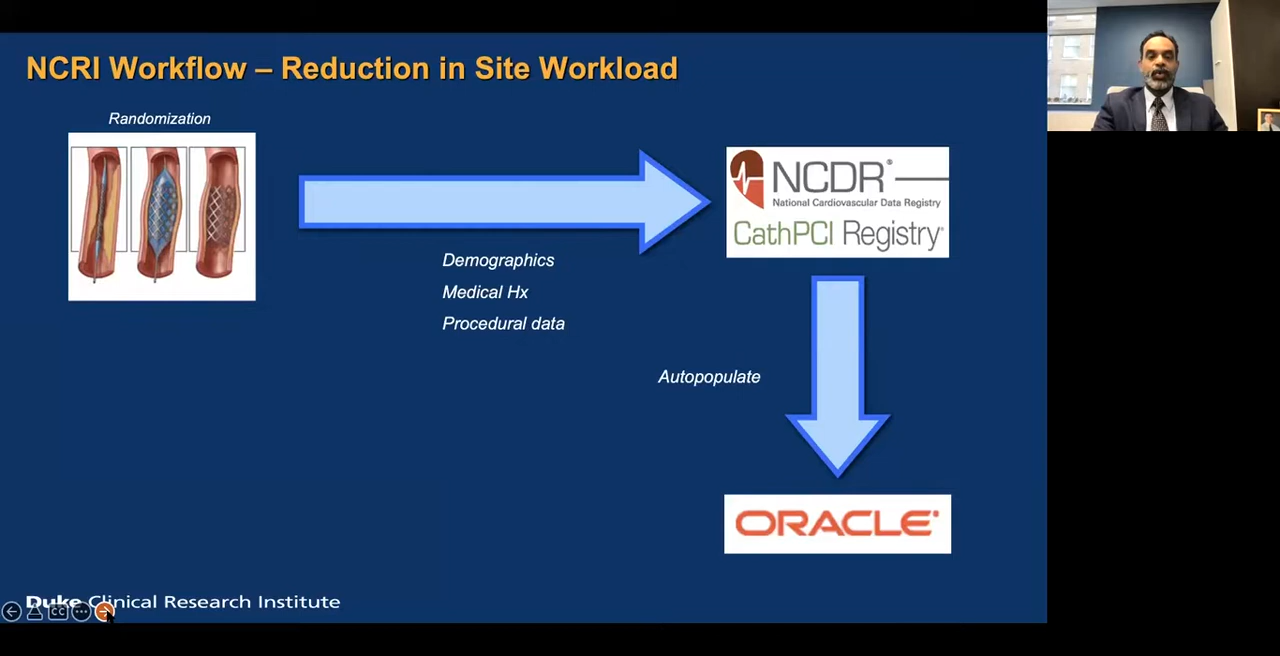 NCRI Workflow – Reduction in Site Workload
Randomization
NCDR®
National Cardiovascular Data Registry
CathPCI Registry®
Demographics
Medical Hx
Procedural data
Autopopulate
ORACLE®
Duke Clinical Research Institute
CC